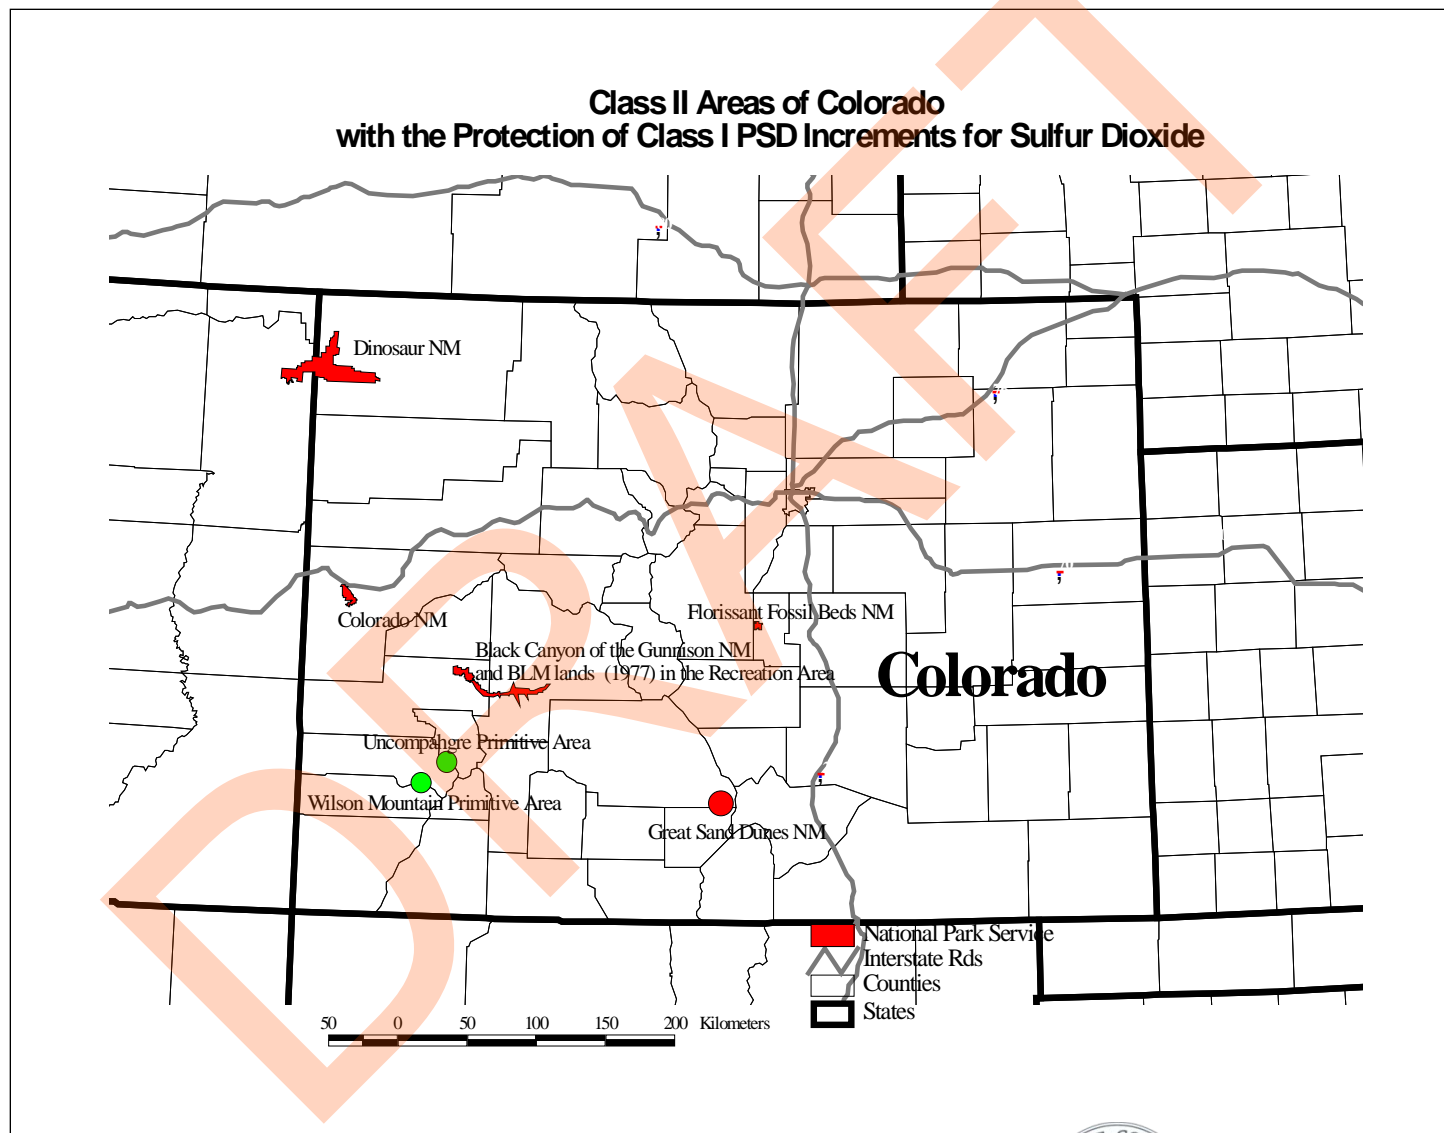 Class II Areas of Colorado
with the Protection of Class I PSD Increments for Sulfur Dioxide
Dinosaur NM
Colorado NM
Florissant Fossil Beds NM
Black Canyon of the Gunnison NM
and BLM lands (1977) in the Recreation Area
Colorado
Uncompahgre Primitive Area
Wilson Mountain Primitive Area
Great Sand Dunes NM
70
National Park Service
Interstate Rds
Counties
States
50 0 50 100 150 200 Kilometers
DRAFT